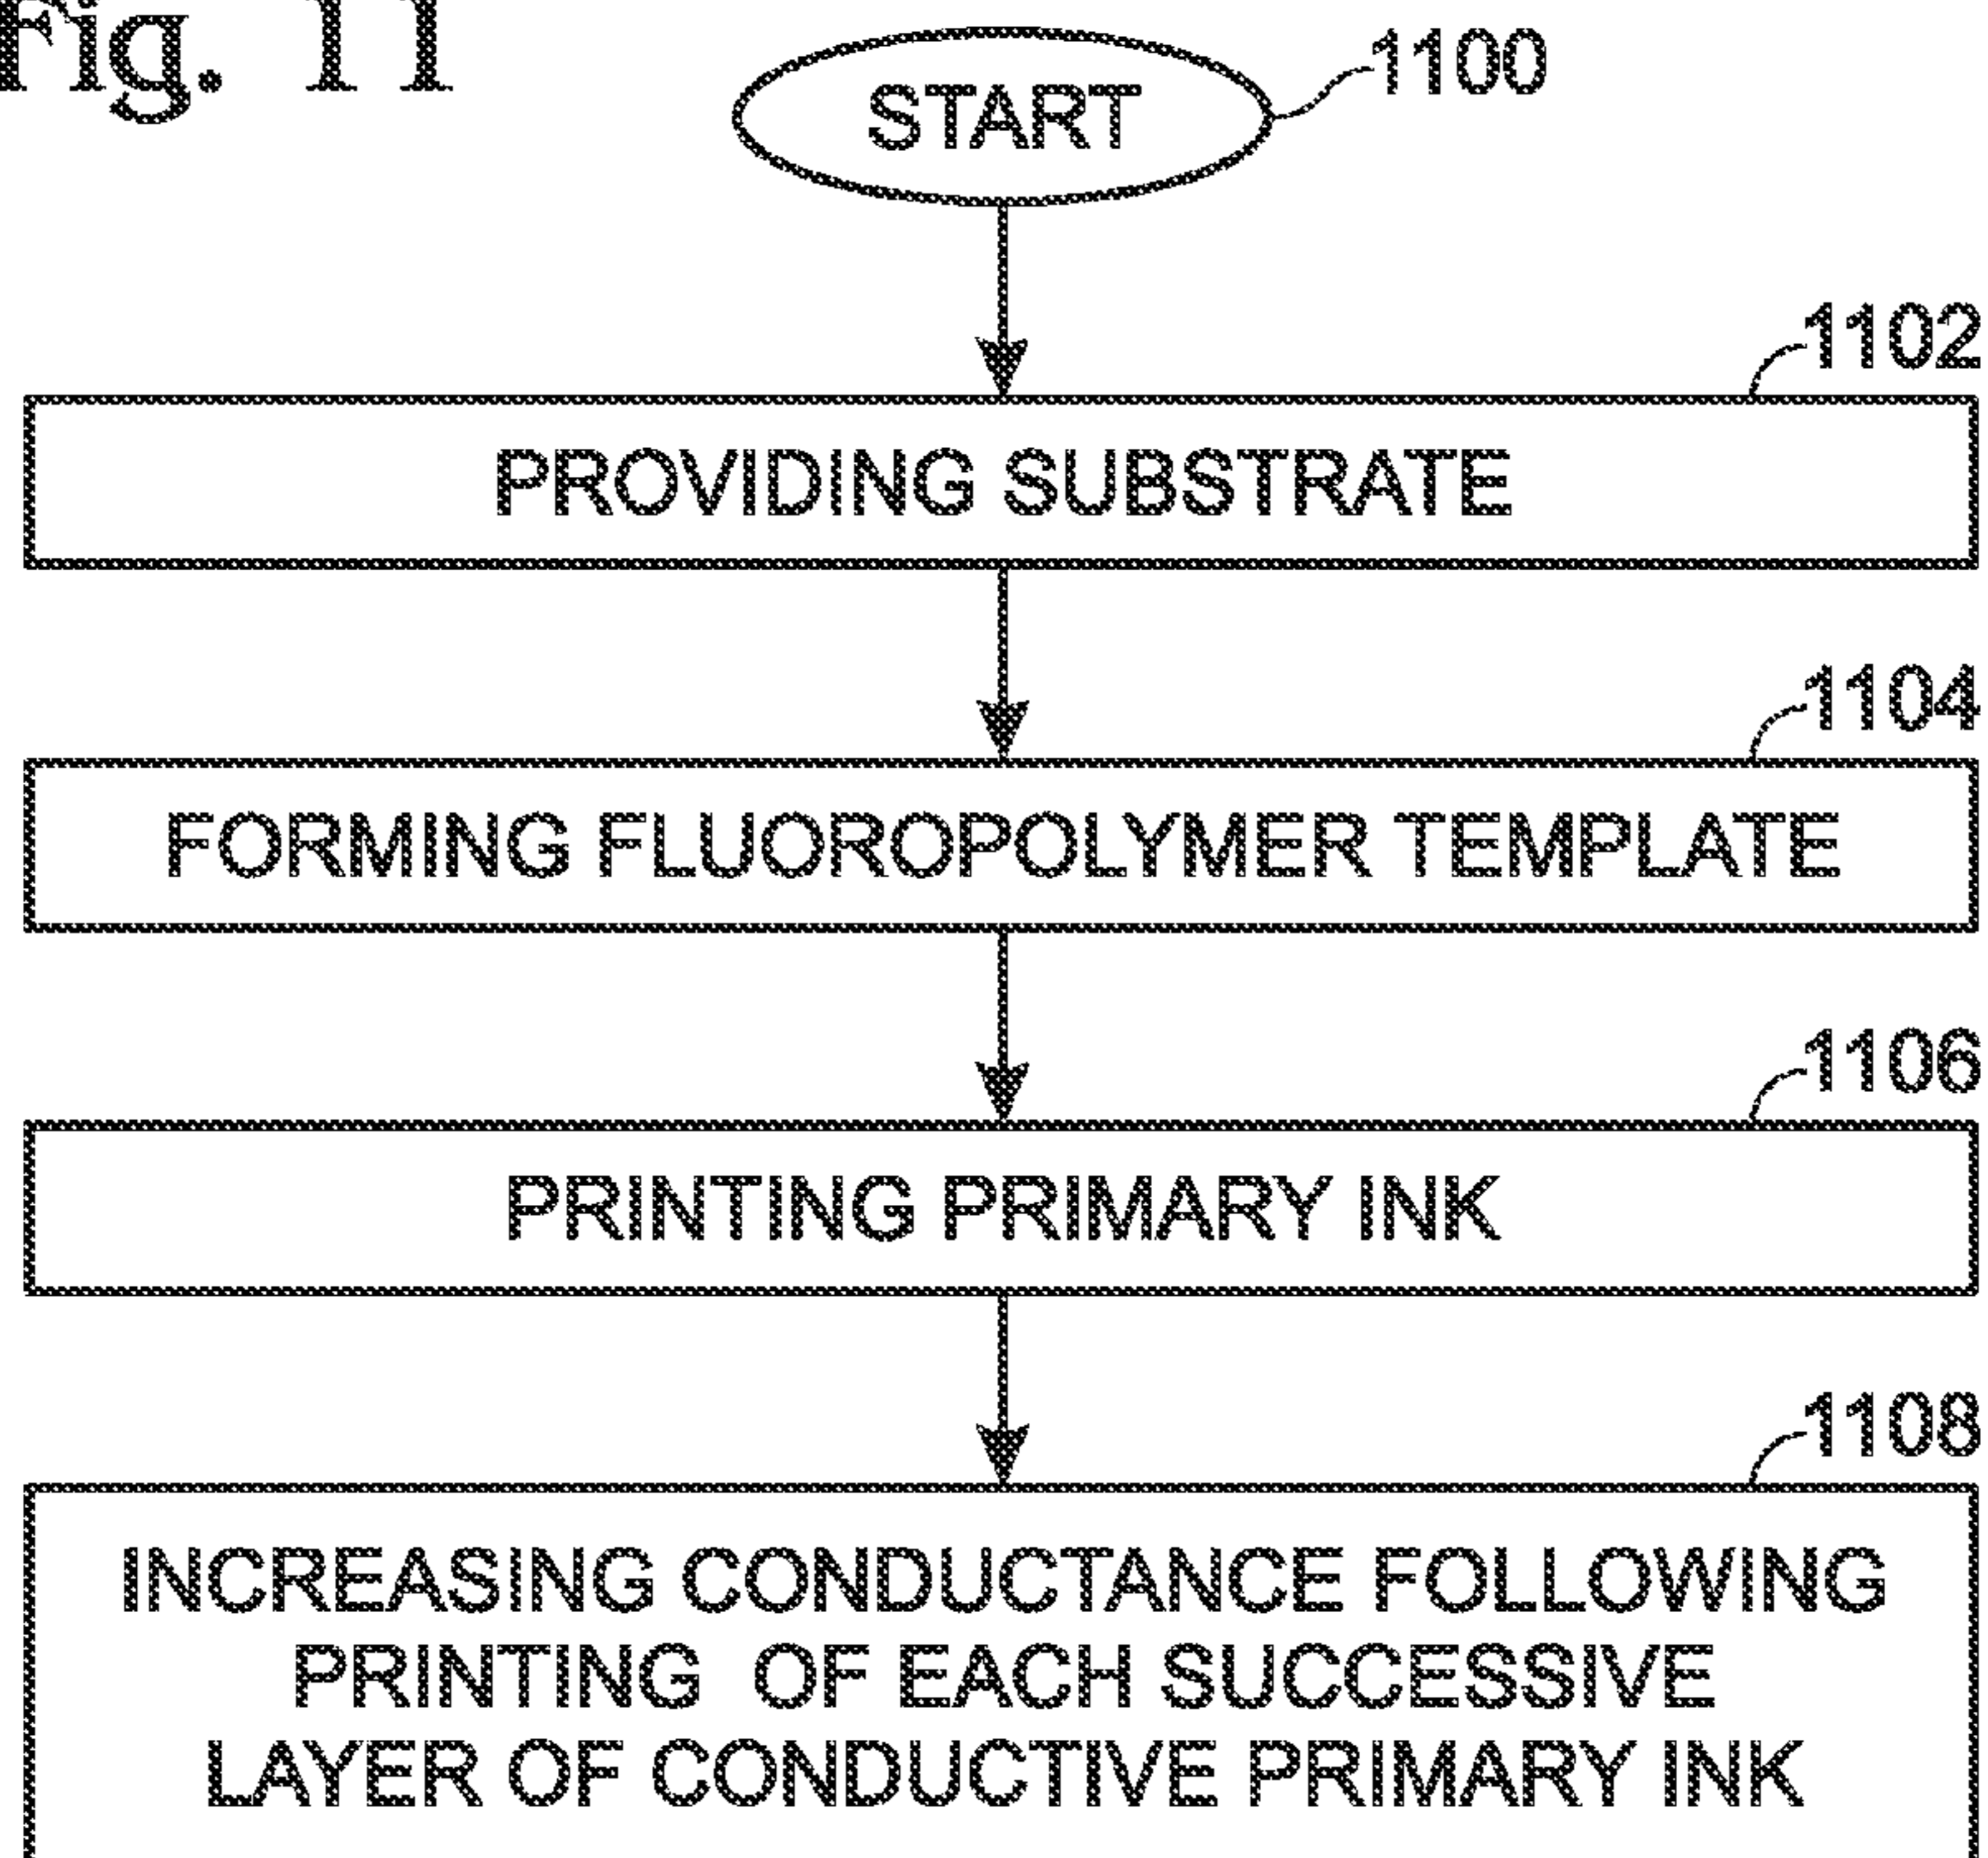 Fig. 11
START
1100
1102
PROVIDING SUBSTRATE
1104
FORMING FLUOROPOLYMER TEMPLATE
1106
PRINTING PRIMARY INK
1108
INCREASING CONDUCTANCE FOLLOWING
PRINTING OF EACH SUCCESSIVE
LAYER OF CONDUCTIVE PRIMARY INK